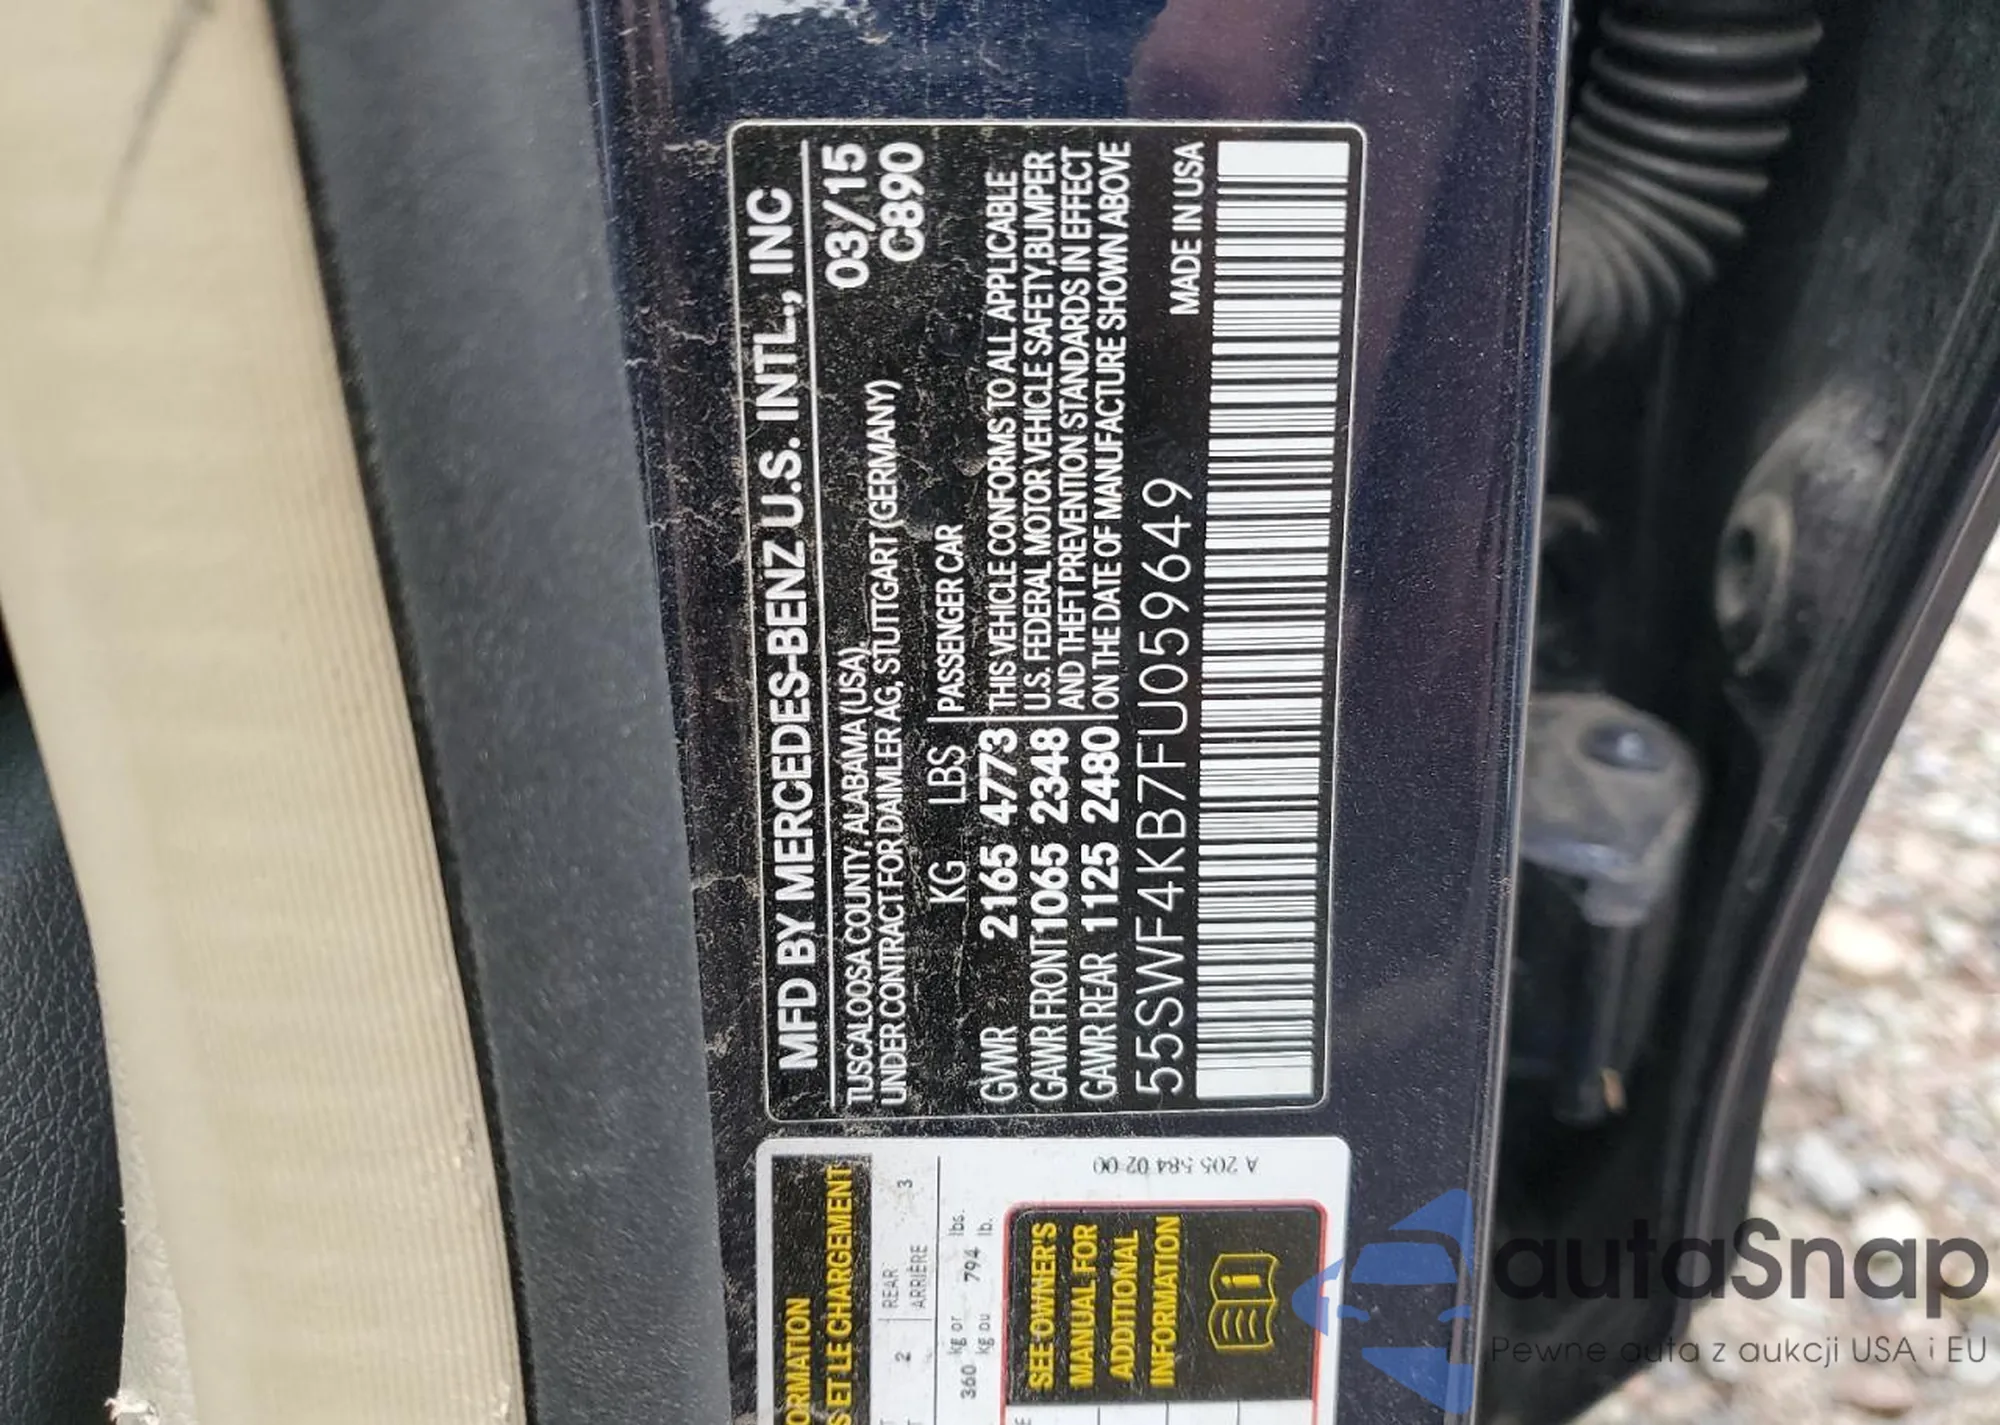 MFD BY MERCEDES-BENZ U.S. INTL., INC
TUSCALOOSA COUNTY, ALABAMA (USA), 03/15
UNDER CONTRACT FOR DAIMLER AG, STUTTGART (GERMANY) C890
KG LBS PASSENGER CAR
GVWR 2165 4773 THIS VEHICLE CONFORMS TO ALL APPLICABLE
GAWR FRONT 1065 2348 U.S. FEDERAL MOTOR VEHICLE SAFETY, BUMPER
AND THEFT PREVENTION STANDARDS IN EFFECT
GAWR REAR 1125 2480 ON THE DATE OF MANUFACTURE SHOWN ABOVE
55SWF4KB7FU059649 MADE IN USA
ORMATION
S ET LE CHARGEMENT
2 REAR
ARRIÈRE 3
360 kg or 794 lbs.
kg ou lb.
SEE OWNER'S
MANUAL FOR
ADDITIONAL
INFORMATION
A 205 584 02 00
autaSnap
Pewne auta z aukcji USA i EU